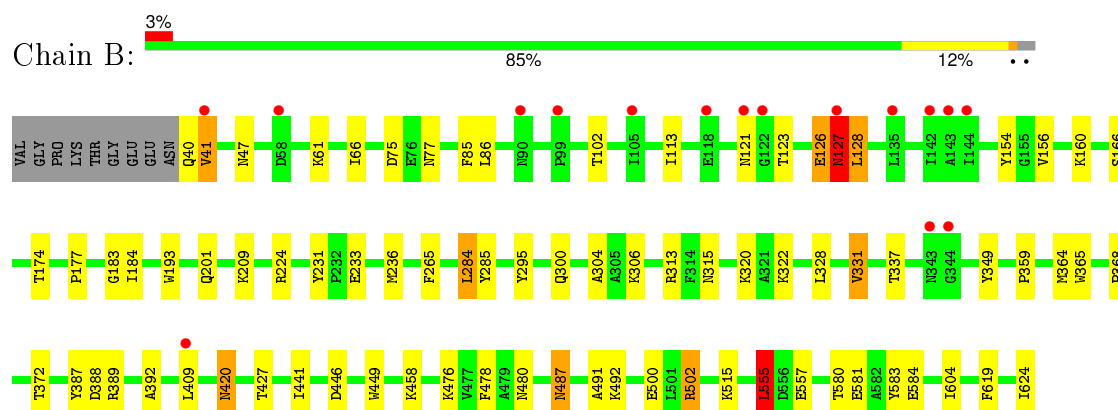 3%
Chain B:
85% 12% • •
VAL GLY PRO LYS THR GLY GLU GLU ASN Q40 V41 N47 D58 K61 I66 D75 E76 N77 F85 L86 N90 P99 T102 I105 I113 E118 N121 G122 T123 E126 N127 L128 L135 I142 A143 I144 Y154 G155 V156 K160 S166
T174 P177 G183 I184 W193 Q201 K209 R224 Y231 P232 E233 M236 F265 L284 Y285 Y295 Q300 A304 A305 K306 R313 F314 N315 K320 A321 K322 L328 V331 T337 N343 G344 Y349 P359 M364 W365
T372 Y387 D388 R389 A392 L409 N420 T427 I441 D446 W449 K458 K476 V477 F478 A479 N480 N487 A491 K492 E500 L501 R502 K515 L555 D556 E557 T580 E581 A582 Y583 E584 I604 F619 I624